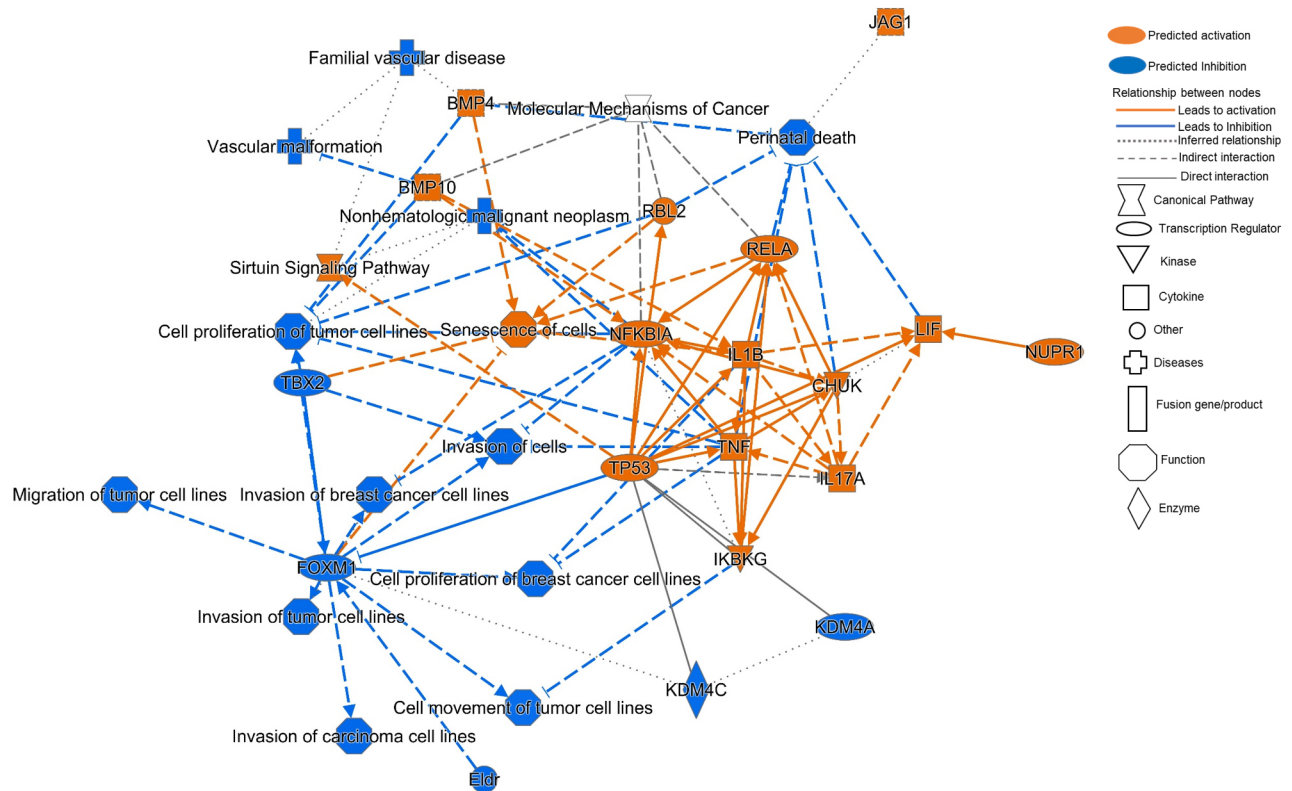 JAG1
Familial vascular disease
BMP4
Molecular Mechanisms of Cancer
Vascular malformation
Perinatal death
BMP10
Nonhematologic malignant neoplasm
RBL2
RELA
Sirtuin Signaling Pathway
Cell proliferation of tumor cell lines
Senescence of cells
NFKBIA
LIF
IL1B
NUPR1
TBX2
CHUK
Invasion of cells
TNF
TP53
IL17A
Migration of tumor cell lines
Invasion of breast cancer cell lines
IKBKG
FOXM1
Cell proliferation of breast cancer cell lines
Invasion of tumor cell lines
KDM4A
KDM4C
Cell movement of tumor cell lines
Invasion of carcinoma cell lines
Eldr
Predicted activation
Predicted Inhibition
Relationship between nodes
Leads to activation
Leads to Inhibition
Inferred relationship
Indirect interaction
Direct interaction
Canonical Pathway
Transcription Regulator
Kinase
Cytokine
Other
Diseases
Fusion gene/product
Function
Enzyme